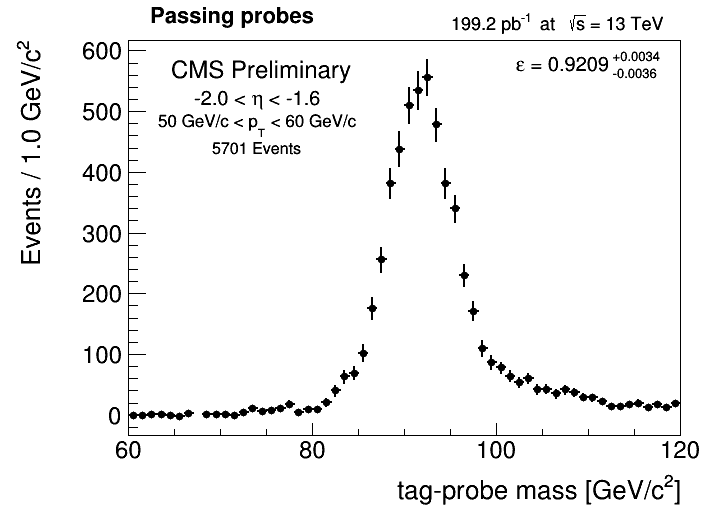 Passing probes
199.2 pb⁻¹ at √s = 13 TeV
CMS Preliminary
-2.0 < η < -1.6
50 GeV/c < p_T < 60 GeV/c
5701 Events
ε = 0.9209 +0.0034 -0.0036
Events / 1.0 GeV/c²
600
500
400
300
200
100
0
60 80 100 120
tag-probe mass [GeV/c²]